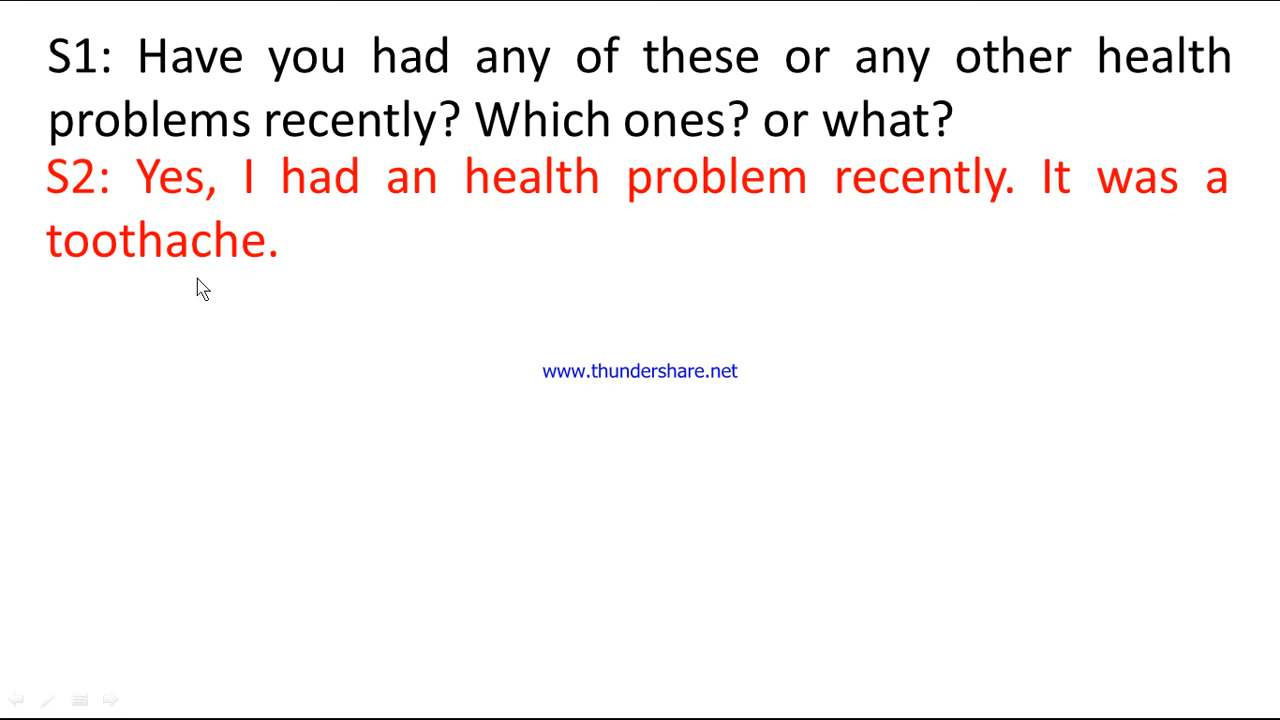 S1: Have you had any of these or any other health
problems recently? Which ones? or what?
S2: Yes, I had an health problem recently. It was a
toothache.
www.thundershare.net